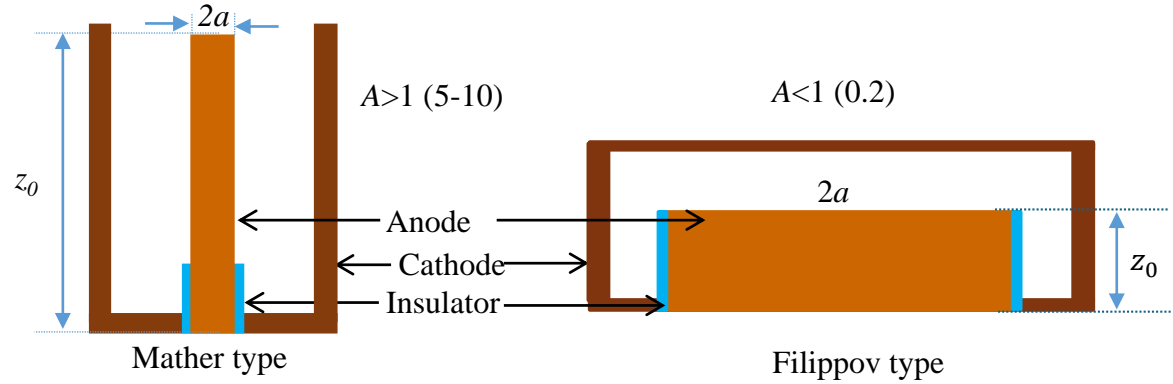 2a
A>1 (5-10)
A<1 (0.2)
z0
2a
Anode
Cathode
z0
Insulator
Mather type
Filippov type